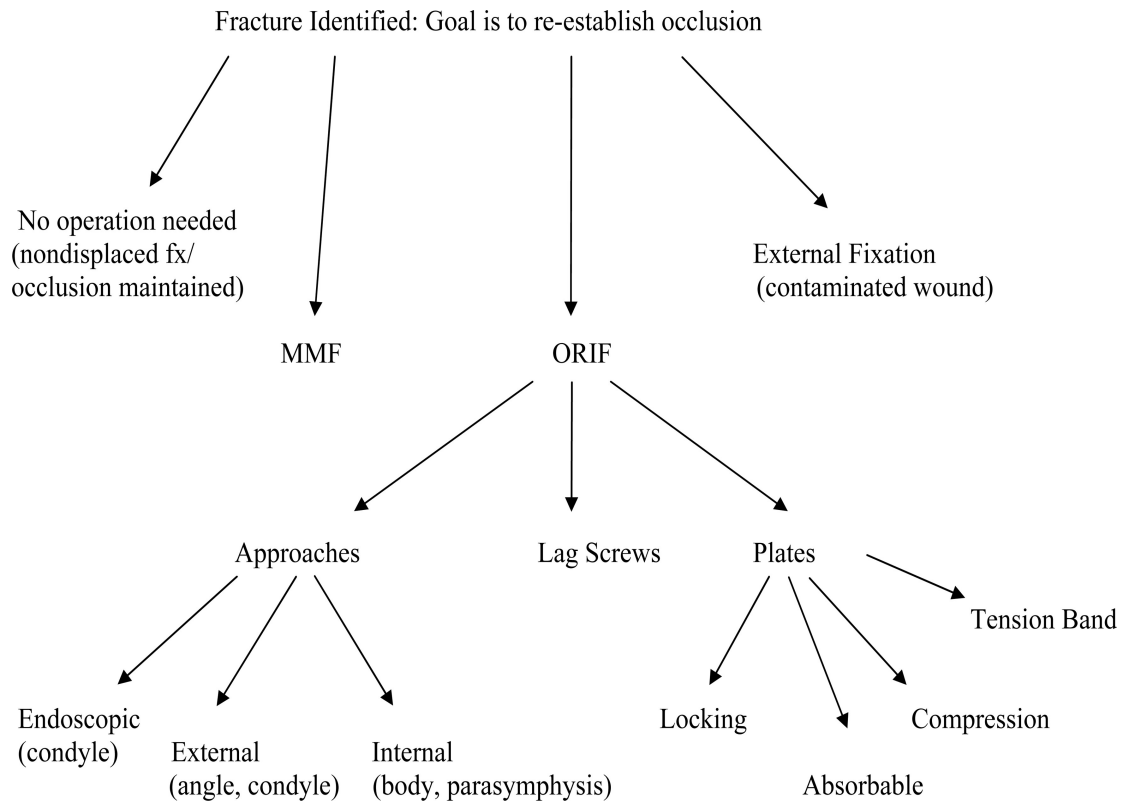 Fracture Identified: Goal is to re-establish occlusion
No operation needed
(nondisplaced fx/
occlusion maintained)
External Fixation
(contaminated wound)
MMF
ORIF
Approaches
Lag Screws
Plates
Tension Band
Endoscopic
(condyle)
External
(angle, condyle)
Internal
(body, parasymphysis)
Locking
Compression
Absorbable